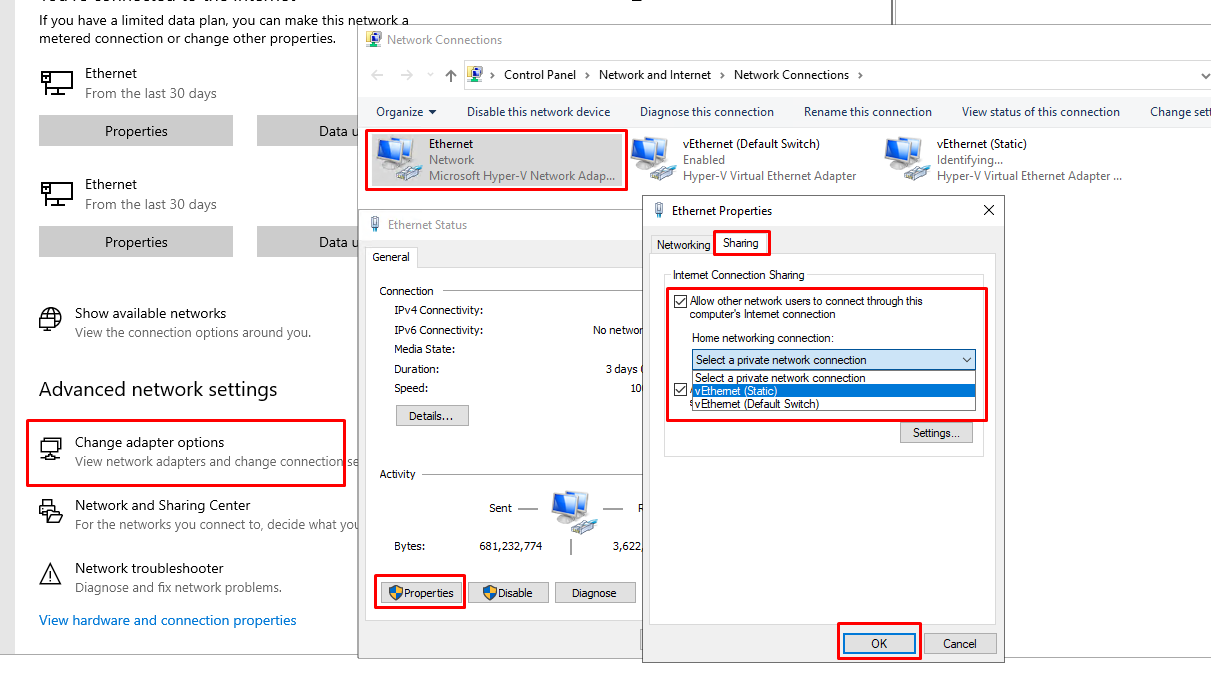 If you have a limited data plan, you can make this network a
metered connection or change other properties.
Ethernet
From the last 30 days
Properties
Data u
Ethernet
From the last 30 days
Properties
Data u
Show available networks
View the connection options around you.
Advanced network settings
Change adapter options
View network adapters and change connection se
Network and Sharing Center
For the networks you connect to, decide what you
Network troubleshooter
Diagnose and fix network problems.
View hardware and connection properties
Network Connections
Control Panel > Network and Internet > Network Connections >
Organize
Disable this network device
Diagnose this connection
Rename this connection
View status of this connection
Change sett
Ethernet
Network
Microsoft Hyper-V Network Adap...
vEthernet (Default Switch)
Enabled
Hyper-V Virtual Ethernet Adapter
vEthernet (Static)
Identifying...
Hyper-V Virtual Ethernet Adapter ...
Ethernet Status
General
Connection
IPv4 Connectivity:
IPv6 Connectivity:
No networ
Media State:
Duration:
3 days
Speed:
10
Details...
Activity
Sent
Bytes:
681,232,774
3,622,
Properties
Disable
Diagnose
Ethernet Properties
Networking
Sharing
Internet Connection Sharing
Allow other network users to connect through this
computer's Internet connection
Home networking connection:
Select a private network connection
Select a private network connection
vEthernet (Static)
vEthernet (Default Switch)
Settings...
OK
Cancel